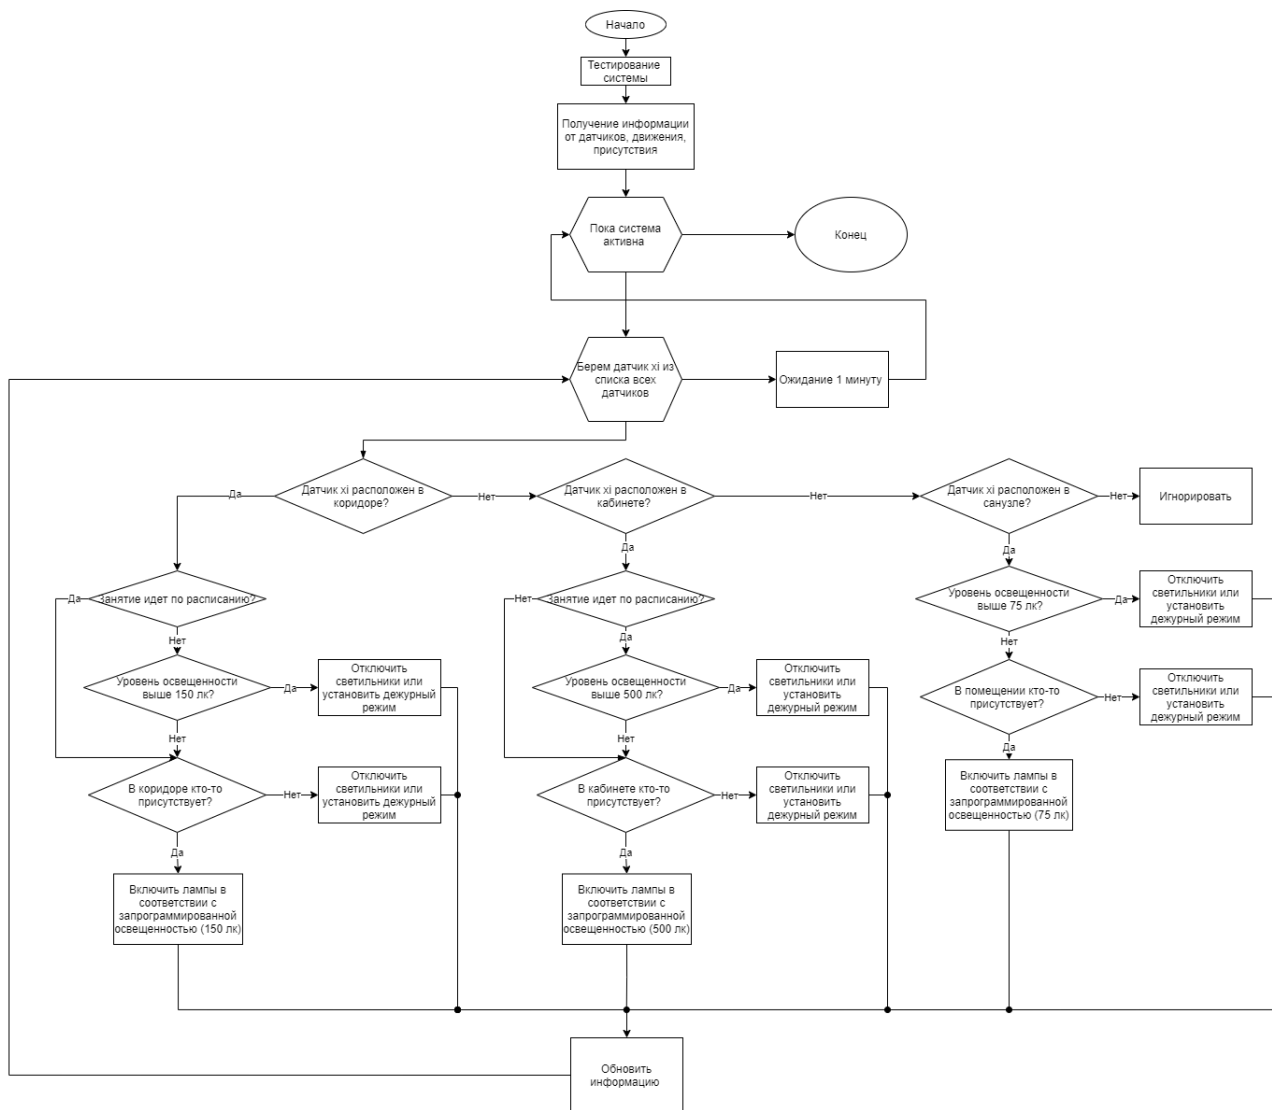 Начало
Тестирование
системы
Получение информации
от датчиков, движения,
присутствия
Пока система
активна
Конец
Берем датчик xi из
списка всех
датчиков
Ожидание 1 минуту
Датчик xi расположен в
коридоре?
Да
Нет
Датчик xi расположен в
кабинете?
Нет
Датчик xi расположен в
санузле?
Нет
Игнорировать
Да
Да
Занятие идет по расписанию?
Да
Нет
Занятие идет по расписанию?
Нет
Да
Уровень освещенности
выше 75 лк?
Да
Отключить
светильники или
установить
дежурный режим
Нет
Уровень освещенности
выше 150 лк?
Да
Отключить
светильники или
установить дежурный
режим
Нет
Уровень освещенности
выше 500 лк?
Да
Отключить
светильники или
установить
дежурный режим
Нет
В помещении кто-то
присутствует?
Нет
Отключить
светильники или
установить
дежурный режим
Да
В коридоре кто-то
присутствует?
Нет
Отключить
светильники или
установить дежурный
режим
Да
В кабинете кто-то
присутствует?
Нет
Отключить
светильники или
установить
дежурный режим
Да
Включить лампы в
соответствии с
запрограммированной
освещенностью (75 лк)
Включить лампы в
соответствии с
запрограммированной
освещенностью (150 лк)
Включить лампы в
соответствии с
запрограммированной
освещенностью (500 лк)
Обновить
информацию